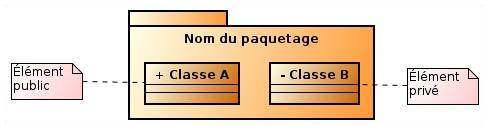 Nom du paquetage
Élément
public
+ Classe A
- Classe B
Élément
privé